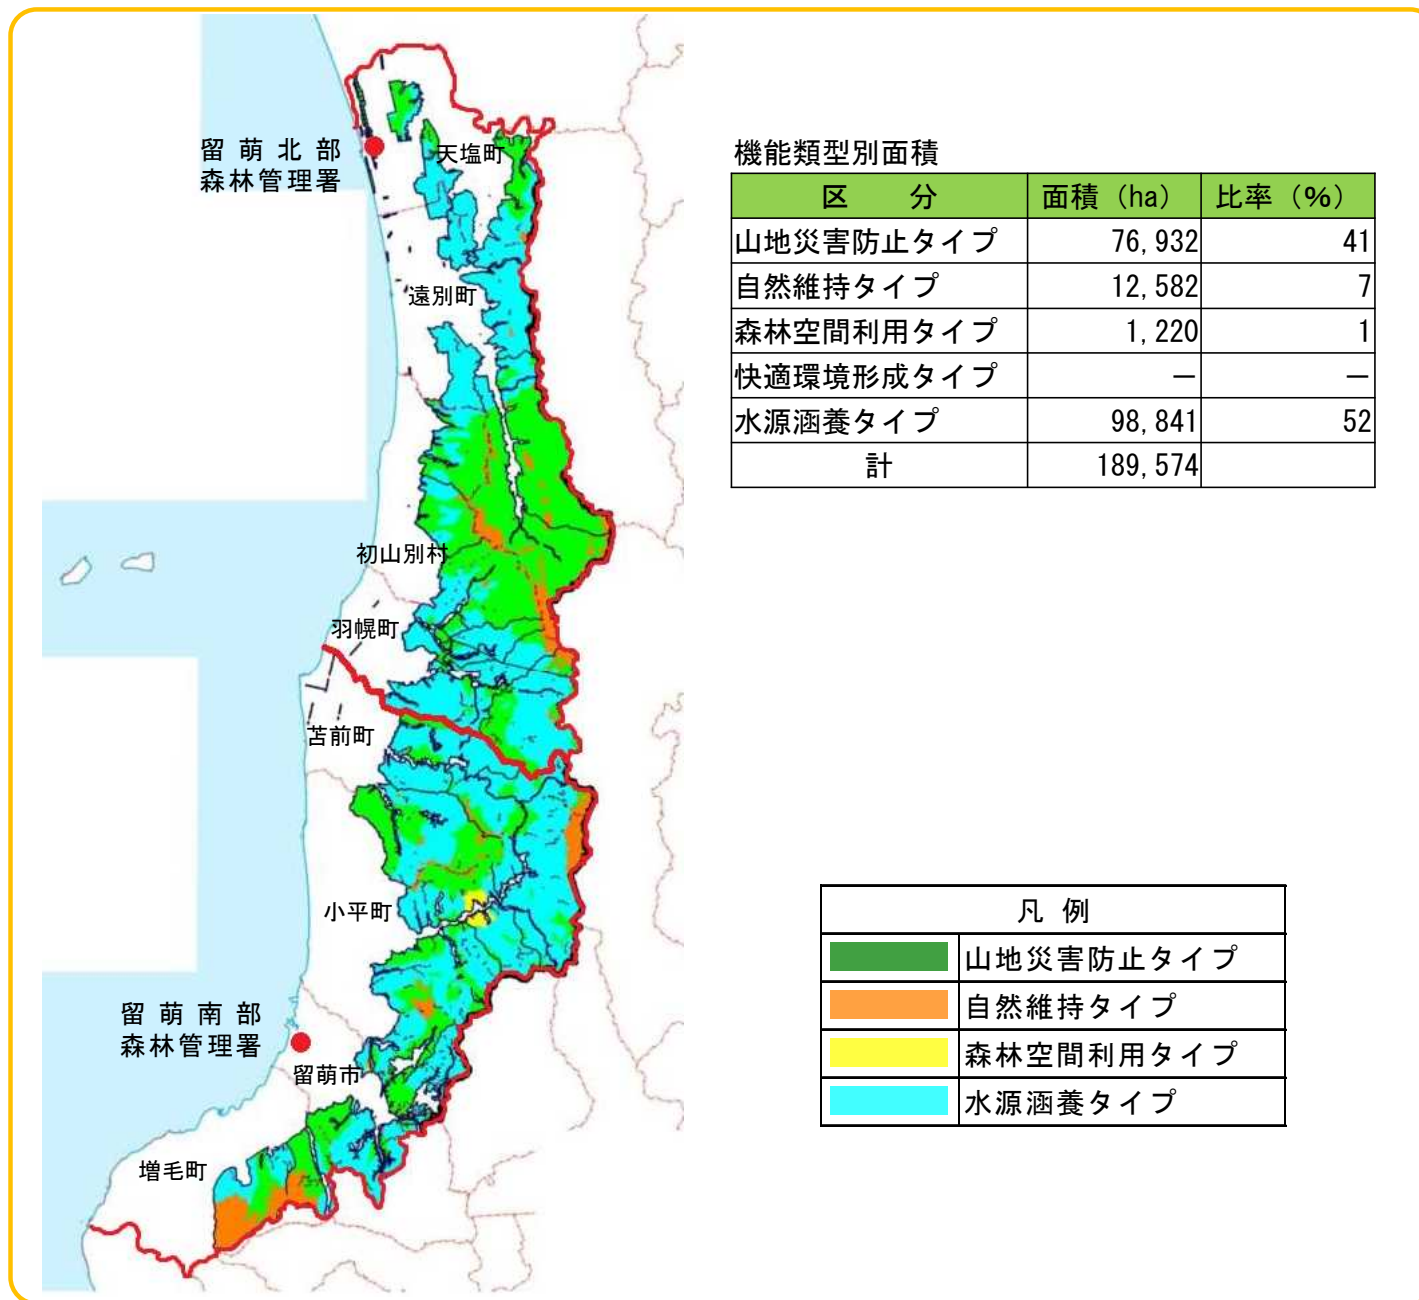 留萌北部
森林管理署
天塩町
遠別町
初山別村
羽幌町
苫前町
小平町
留萌南部
森林管理署
留萌市
増毛町
機能類型別面積
区　分 面積（ha） 比率（%）
山地災害防止タイプ 76,932 41
自然維持タイプ 12,582 7
森林空間利用タイプ 1,220 1
快適環境形成タイプ － －
水源涵養タイプ 98,841 52
計 189,574
凡 例
山地災害防止タイプ
自然維持タイプ
森林空間利用タイプ
水源涵養タイプ